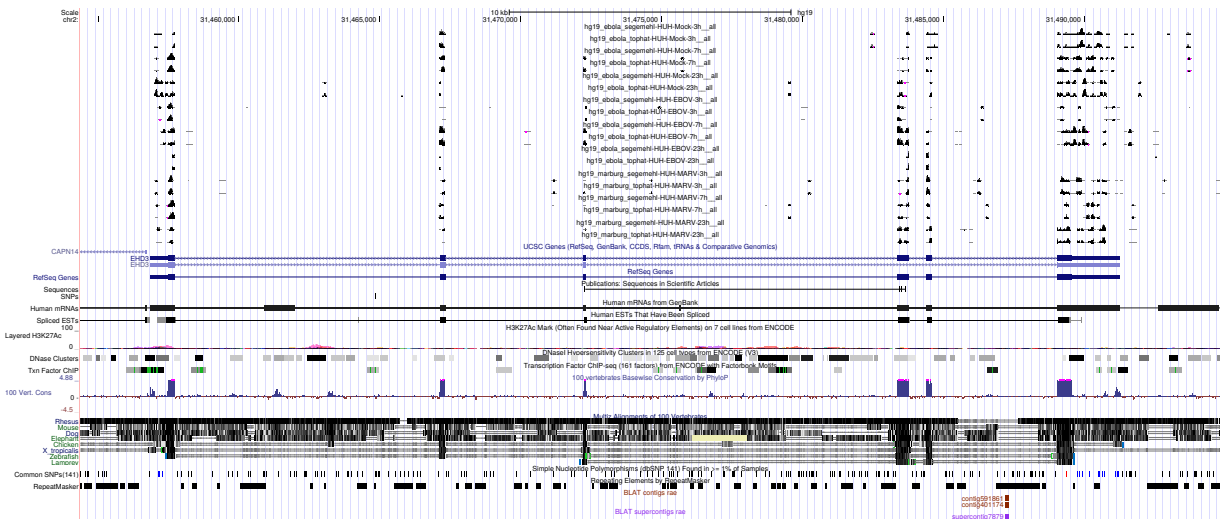 Scale 10 kb hg19
chr2: 31,460,000 31,465,000 31,470,000 31,475,000 31,480,000 31,485,000 31,490,000
hg19_ebola_segemehl-HUH-Mock-3h__all
hg19_ebola_tophat-HUH-Mock-3h__all
hg19_ebola_segemehl-HUH-Mock-7h__all
hg19_ebola_tophat-HUH-Mock-7h__all
hg19_ebola_segemehl-HUH-Mock-23h__all
hg19_ebola_tophat-HUH-Mock-23h__all
hg19_ebola_segemehl-HUH-EBOV-3h__all
hg19_ebola_tophat-HUH-EBOV-3h__all
hg19_ebola_segemehl-HUH-EBOV-7h__all
hg19_ebola_tophat-HUH-EBOV-7h__all
hg19_ebola_segemehl-HUH-EBOV-23h__all
hg19_ebola_tophat-HUH-EBOV-23h__all
hg19_marburg_segemehl-HUH-MARV-3h__all
hg19_marburg_tophat-HUH-MARV-3h__all
hg19_marburg_segemehl-HUH-MARV-7h__all
hg19_marburg_tophat-HUH-MARV-7h__all
hg19_marburg_segemehl-HUH-MARV-23h__all
hg19_marburg_tophat-HUH-MARV-23h__all
UCSC Genes (RefSeq, GenBank, CCDS, Rfam, tRNAs & Comparative Genomics)
CAPN14
EHD3
EHD3
RefSeq Genes
RefSeq Genes
Publications: Sequences in Scientific Articles
Sequences
SNPs
Human mRNAs from GenBank
Human mRNAs
Human ESTs That Have Been Spliced
Spliced ESTs
H3K27Ac Mark (Often Found Near Active Regulatory Elements) on 7 cell lines from ENCODE
100
Layered H3K27Ac
0
DNaseI Hypersensitivity Clusters in 125 cell types from ENCODE (V3)
DNase Clusters
Transcription Factor ChIP-seq (161 factors) from ENCODE with Factorbook Motifs
Txn Factor ChIP
100 vertebrates Basewise Conservation by PhyloP
4.88
100 Vert. Cons
0
-4.5
Multiz Alignments of 100 Vertebrates
Rhesus
Mouse
Dog
Elephant
Chicken
X_tropicalis
Zebrafish
Lamprey
Simple Nucleotide Polymorphisms (dbSNP 141) Found in >= 1% of Samples
Common SNPs(141)
Repeating Elements by RepeatMasker
RepeatMasker
BLAT contigs rae
contig591861
contig401174
BLAT supercontigs rae
supercontig7879